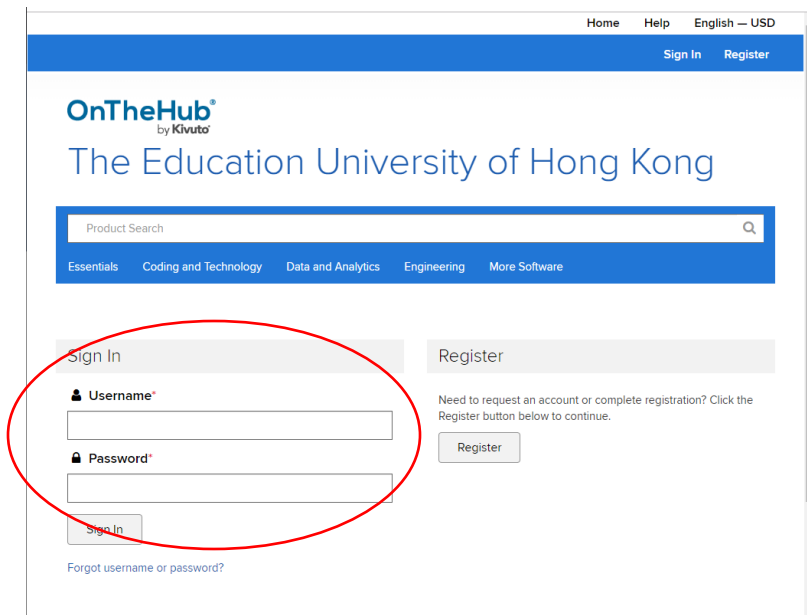 Home Help English — USD
Sign In Register
OnTheHub®
by Kivuto
The Education University of Hong Kong
Product Search
Essentials Coding and Technology Data and Analytics Engineering More Software
Sign In
Username*
Password*
Sign In
Forgot username or password?
Register
Need to request an account or complete registration? Click the
Register button below to continue.
Register